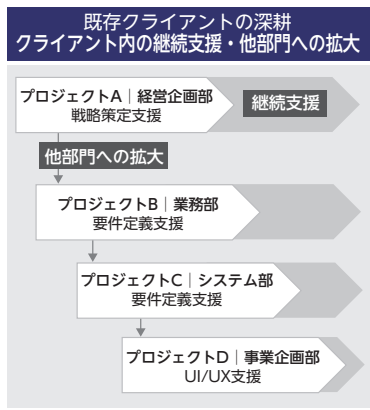 既存クライアントの深耕
クライアント内の継続支援・他部門への拡大
プロジェクトA｜経営企画部
戦略策定支援
継続支援
他部門への拡大
プロジェクトB｜業務部
要件定義支援
プロジェクトC｜システム部
要件定義支援
プロジェクトD｜事業企画部
UI/UX支援